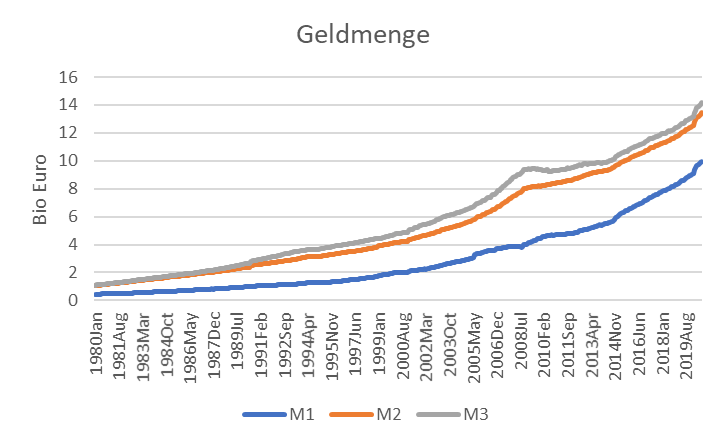 Geldmenge
16
14
12
10
8
6
4
2
0
Bio Euro
1980Jan
1981Aug
1983Mar
1984Oct
1986May
1987Dec
1989Jul
1991Feb
1992Sep
1994Apr
1995Nov
1997Jun
1999Jan
2000Aug
2002Mar
2003Oct
2005May
2006Dec
2008Jul
2010Feb
2011Sep
2013Apr
2014Nov
2016Jun
2018Jan
2019Aug
M1 M2 M3